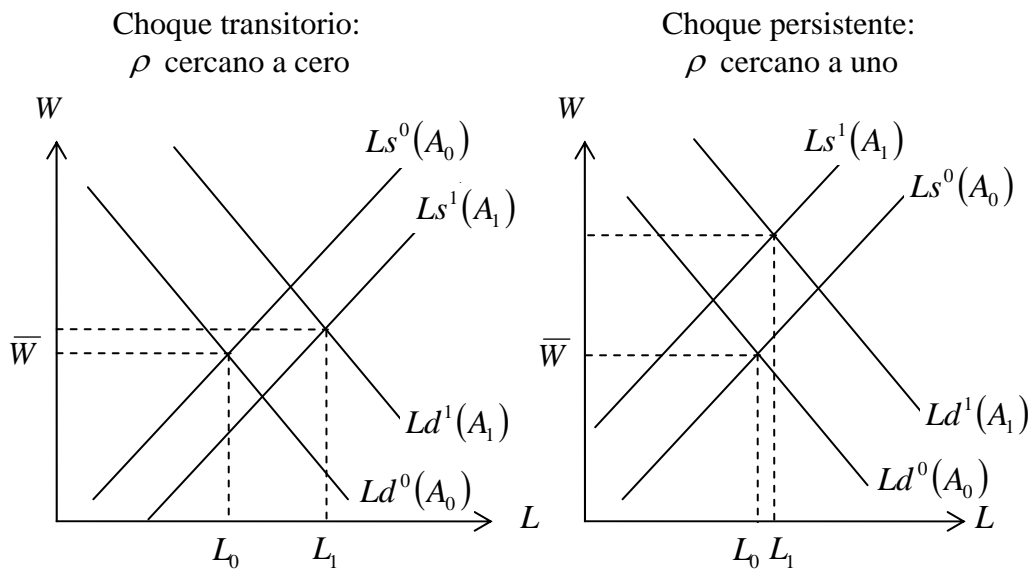 Choque transitorio:
ρ cercano a cero
W
Ls⁰(A₀)
Ls¹(A₁)
W̅
Ld¹(A₁)
Ld⁰(A₀)
L
L₀
L₁
Choque persistente:
ρ cercano a uno
W
Ls¹(A₁)
Ls⁰(A₀)
W̅
Ld¹(A₁)
Ld⁰(A₀)
L
L₀
L₁